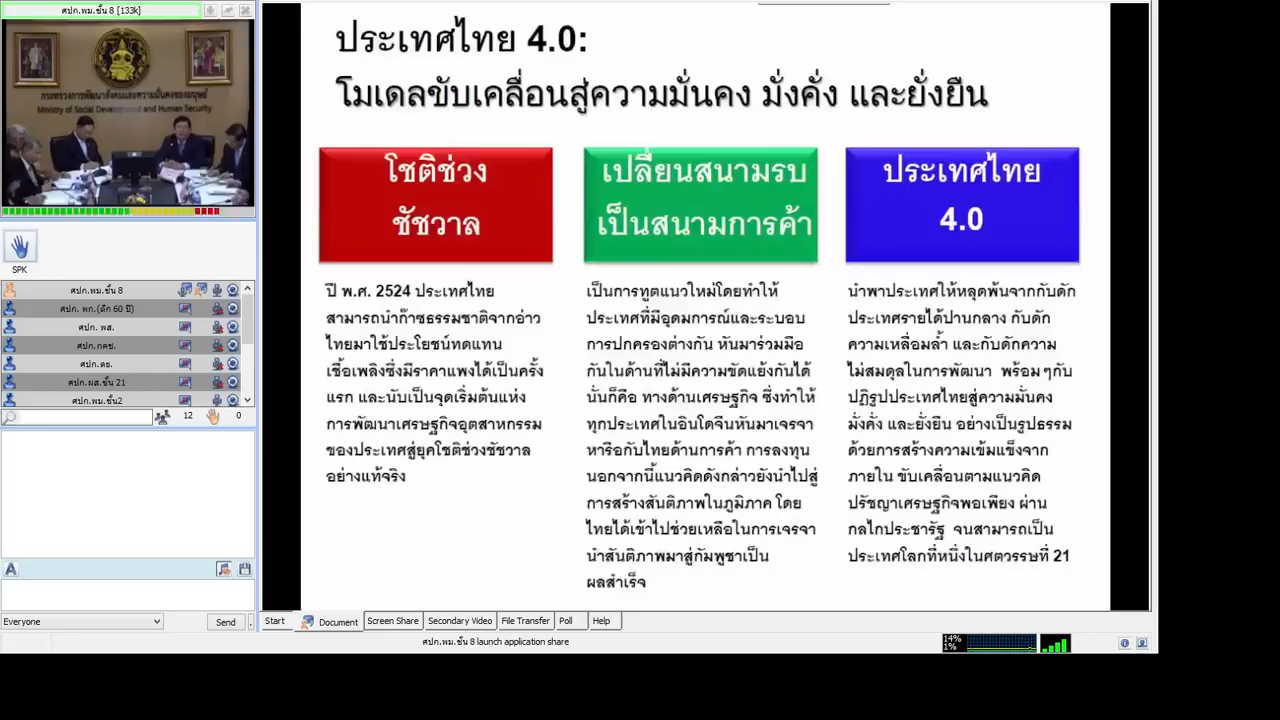 ศปก.พม.ชั้น 8 [133k]
กระทรวงการพัฒนาสังคมและความมั่นคงของมนุษย์
Ministry of Social Development and Human Security
SPK
ศปก.พม.ชั้น 8
ศปก. พก.(ตึก 60 ปี)
ศปก. พส.
ศปก.กคช.
ศปก.ดย.
ศปก.ผส.ชั้น 21
ศปก.พม.ชั้น2
12
0
Everyone
Send
ประเทศไทย 4.0:
โมเดลขับเคลื่อนสู่ความมั่นคง มั่งคั่ง และยั่งยืน
โชติช่วง
ชัชวาล
ปี พ.ศ. 2524 ประเทศไทย
สามารถนำก๊าซธรรมชาติจากอ่าว
ไทยมาใช้ประโยชน์ทดแทน
เชื้อเพลิงซึ่งมีราคาแพงได้เป็นครั้ง
แรก และนับเป็นจุดเริ่มต้นแห่ง
การพัฒนาเศรษฐกิจอุตสาหกรรม
ของประเทศสู่ยุคโชติช่วงชัชวาล
อย่างแท้จริง
เปลี่ยนสนามรบ
เป็นสนามการค้า
เป็นการทูตแนวใหม่โดยทำให้
ประเทศที่มีอุดมการณ์และระบอบ
การปกครองต่างกัน หันมาร่วมมือ
กันในด้านที่ไม่มีความขัดแย้งกันได้
นั้นก็คือ ทางด้านเศรษฐกิจ ซึ่งทำให้
ทุกประเทศในอินโดจีนหันมาเจรจา
หารือกับไทยด้านการค้า การลงทุน
นอกจากนี้แนวคิดดังกล่าวยังนำไปสู่
การสร้างสันติภาพในภูมิภาค โดย
ไทยได้เข้าไปช่วยเหลือในการเจรจา
นำสันติภาพมาสู่กัมพูชาเป็น
ผลสำเร็จ
ประเทศไทย
4.0
นำพาประเทศให้หลุดพ้นจากกับดัก
ประเทศรายได้ปานกลาง กับดัก
ความเหลื่อมล้ำ และกับดักความ
ไม่สมดุลในการพัฒนา พร้อมๆกับ
ปฏิรูปประเทศไทยสู่ความมั่นคง
มั่งคั่ง และยั่งยืน อย่างเป็นรูปธรรม
ด้วยการสร้างความเข้มแข็งจาก
ภายใน ขับเคลื่อนตามแนวคิด
ปรัชญาเศรษฐกิจพอเพียง ผ่าน
กลไกประชารัฐ จนสามารถเป็น
ประเทศโลกที่หนึ่งในศตวรรษที่ 21
Start
Document
Screen Share
Secondary Video
File Transfer
Poll
Help
ศปก.พม.ชั้น 8 launch application share
14%
1%